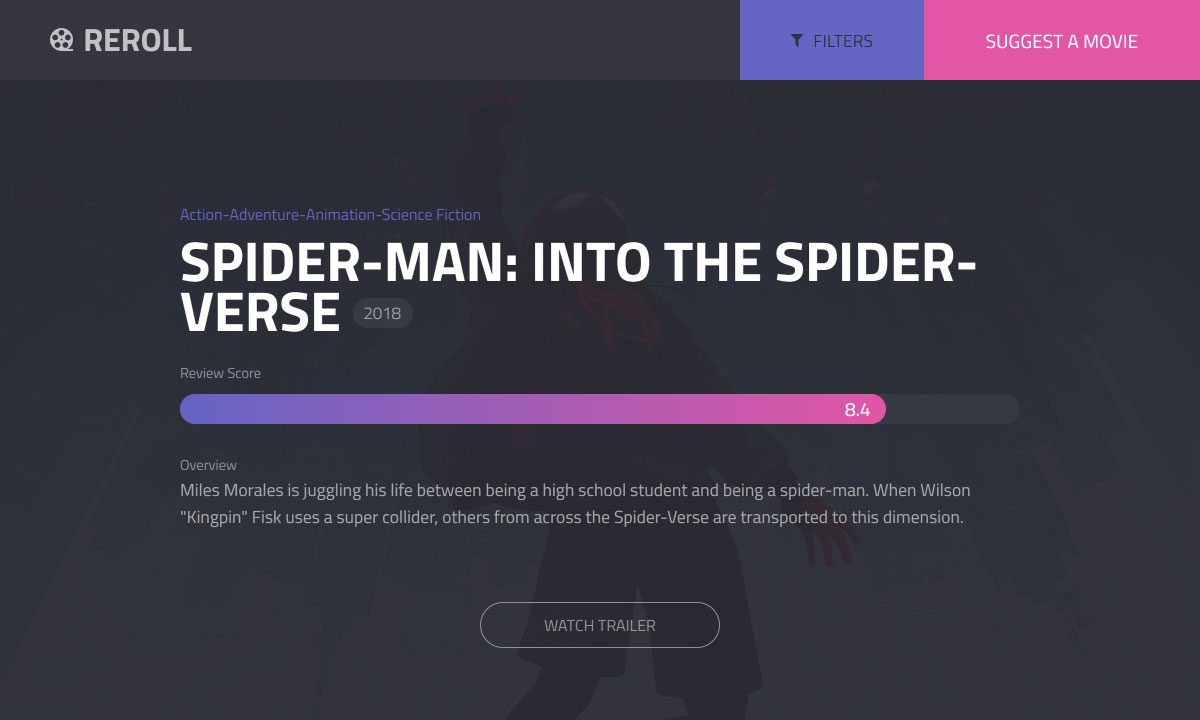 REROLL
FILTERS
SUGGEST A MOVIE
Action-Adventure-Animation-Science Fiction
SPIDER-MAN: INTO THE SPIDER-
VERSE 2018
Review Score
8.4
Overview
Miles Morales is juggling his life between being a high school student and being a spider-man. When Wilson
"Kingpin" Fisk uses a super collider, others from across the Spider-Verse are transported to this dimension.
WATCH TRAILER